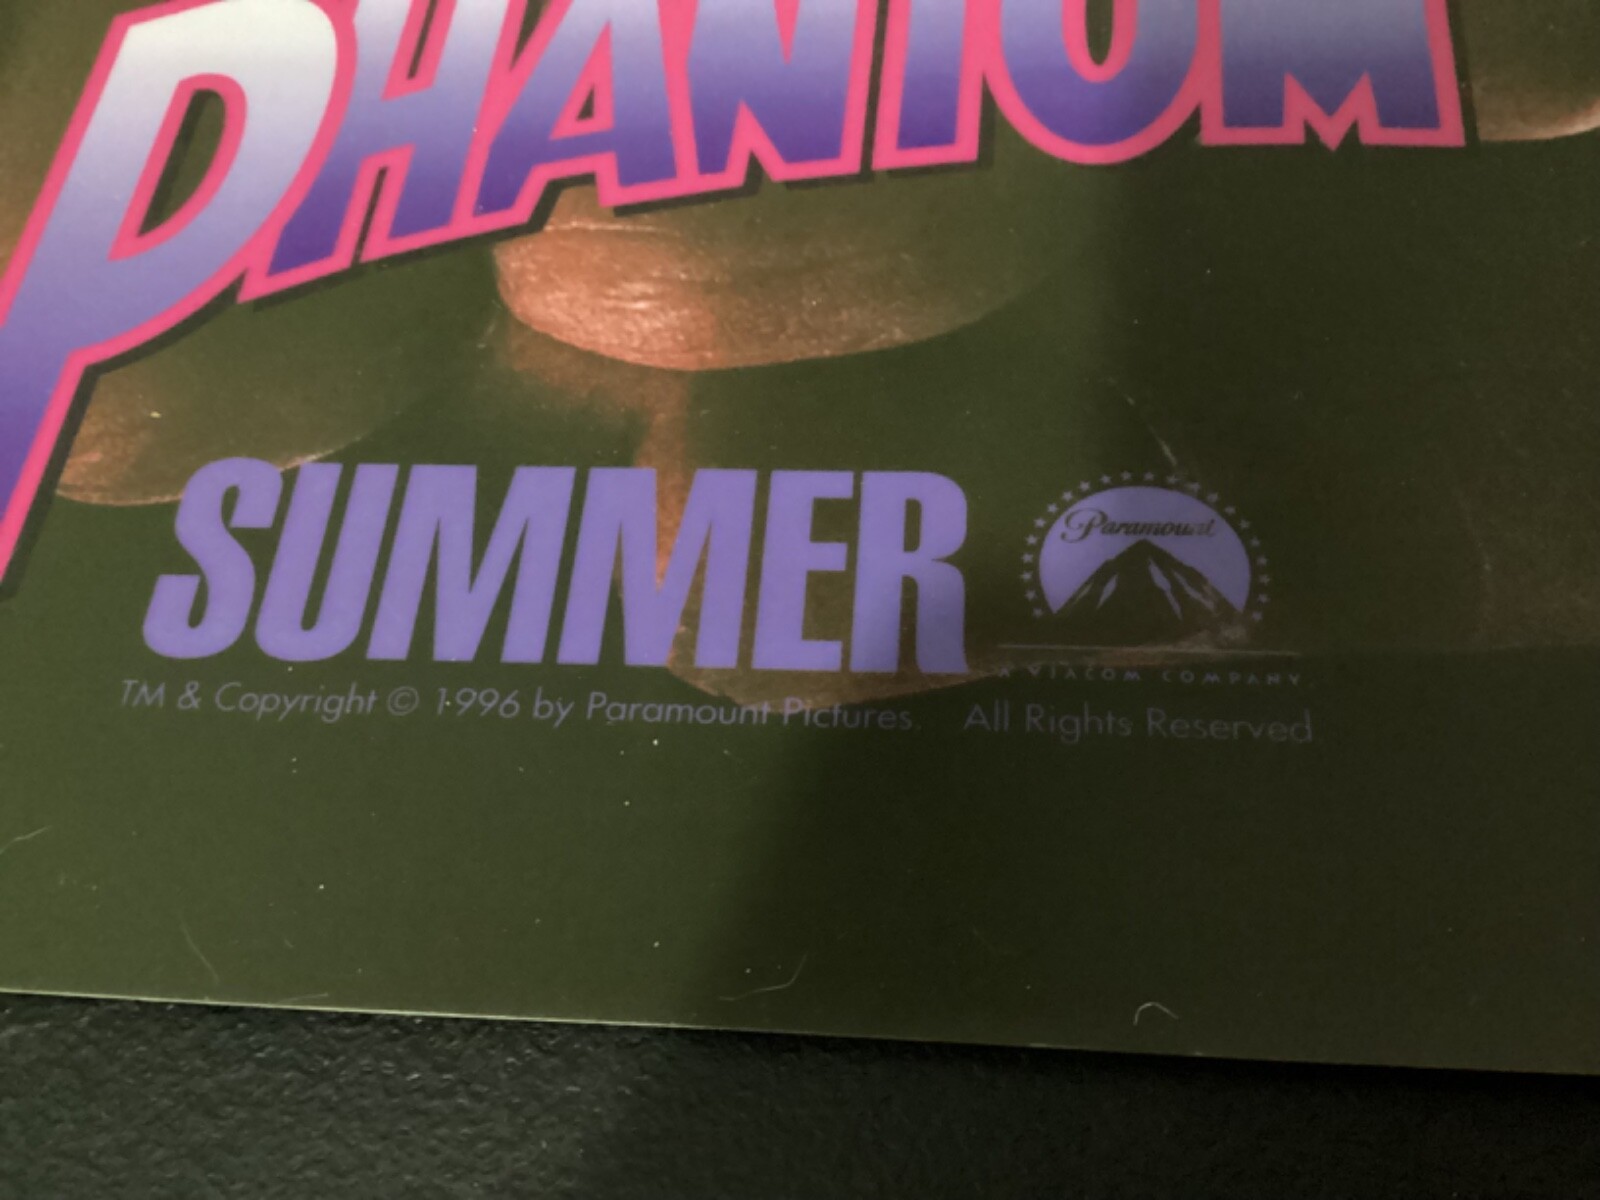 PHANTOM
SUMMER
Paramount
A VIACOM COMPANY
TM & Copyright © 1996 by Paramount Pictures. All Rights Reserved